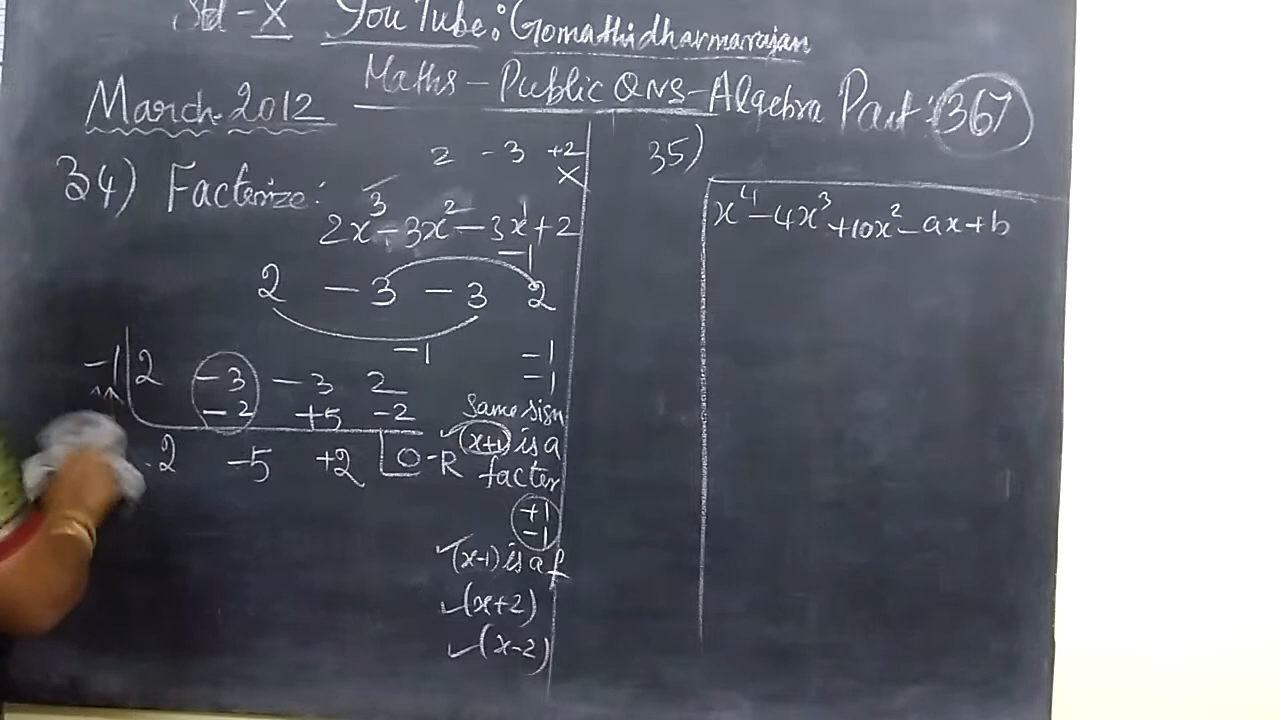 Std - X YouTube: Gomathidharmarajan
Maths - Public QNS - Algebra Part: 367
March 2012
34) Factorize:
2 - 3 + 2
x
2x³ - 3x² - 3x¹ + 2
-1
2 - 3 - 3 2
-1
-1 | 2 - 3 - 3 2
- 2 + 5 - 2
2 - 5 + 2 | 0 - R
-1
-1
Same sign
(x+1) is a
factor
+1
-1
(x-1) is a f
(x+2)
(x-2)
35)
x⁴ - 4x³ + 10x² - ax + b